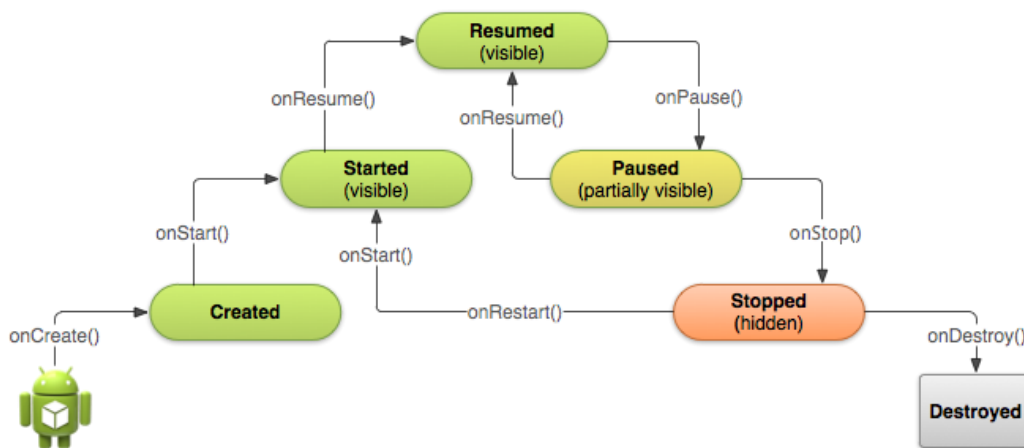 Resumed
(visible)
onResume()
onPause()
onResume()
Started
(visible)
Paused
(partially visible)
onStart()
onStop()
onStart()
Created
onRestart()
Stopped
(hidden)
onCreate()
onDestroy()
Destroyed